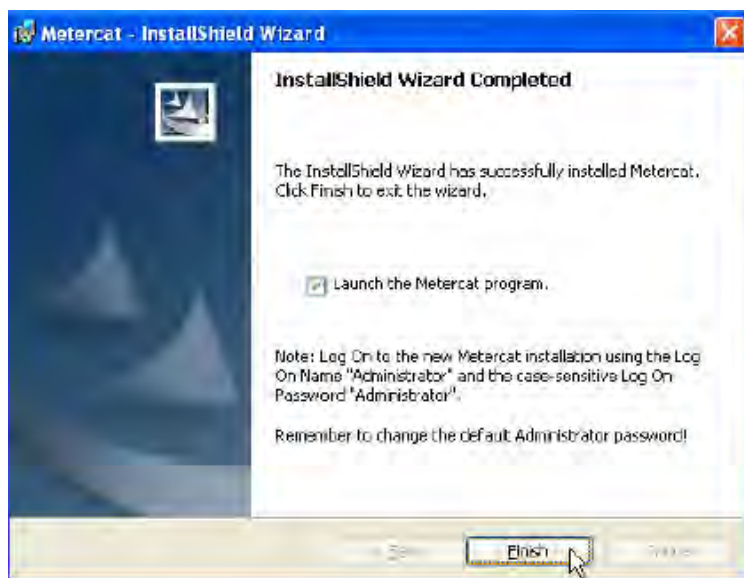 Metercat - InstallShield Wizard
InstallShield Wizard Completed
The InstallShield Wizard has successfully installed Metercat.
Click Finish to exit the wizard.
Launch the Metercat program.
Note: Log On to the new Metercat installation using the Log
On Name "Administrator" and the case-sensitive Log On
Password "Administrator".
Remember to change the default Administrator password!
Finish